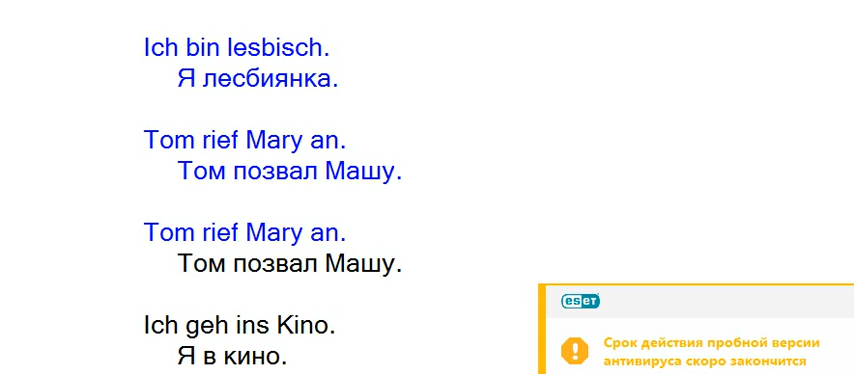 Ich bin lesbisch.
Я лесбиянка.
Tom rief Mary an.
Том позвал Машу.
Tom rief Mary an.
Том позвал Машу.
Ich geh ins Kino.
Я в кино.
eseT
Срок действия пробной версии
антивируса скоро закончится